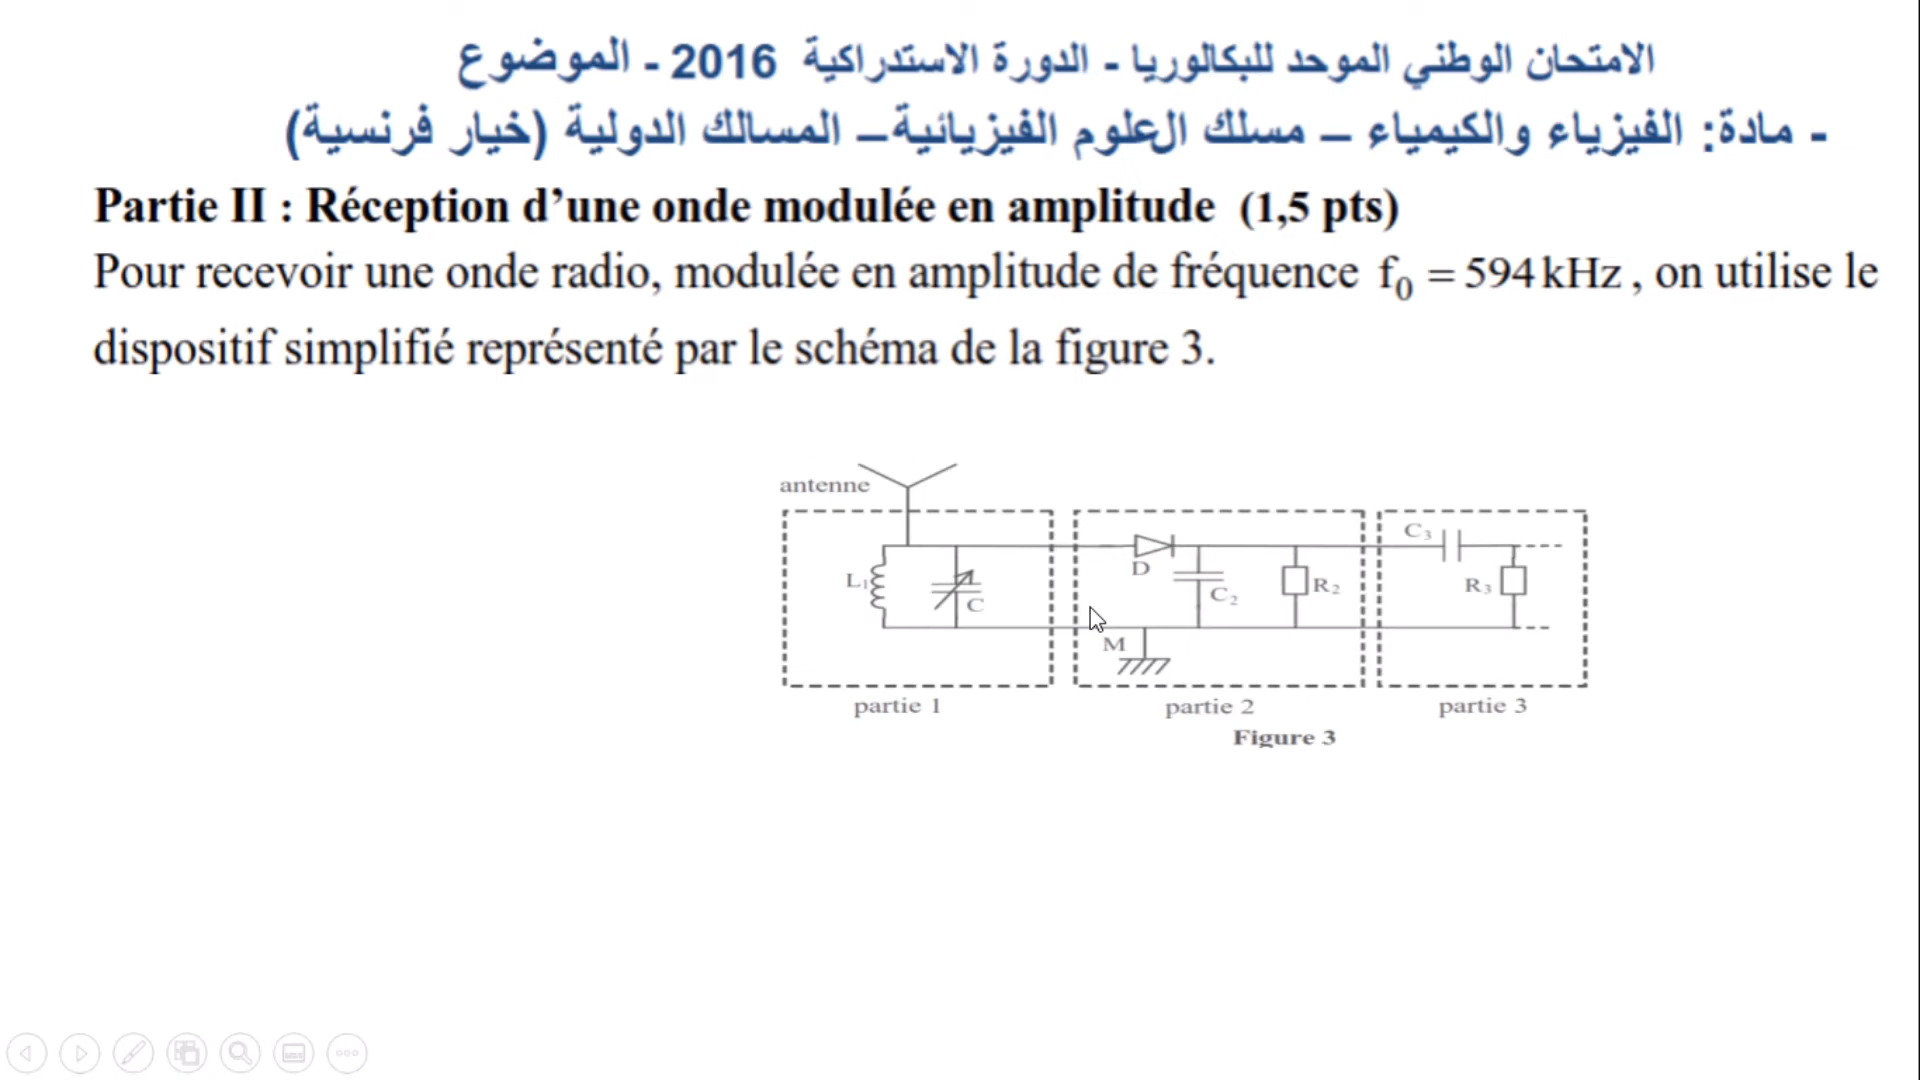 الامتحان الوطني الموحد للبكالوريا - الدورة الاستدراكية 2016 - الموضوع
- مادة: الفيزياء والكيمياء – مسلك العلوم الفيزيائية – المسالك الدولية (خيار فرنسية)
Partie II : Réception d’une onde modulée en amplitude (1,5 pts)
Pour recevoir une onde radio, modulée en amplitude de fréquence f₀ = 594 kHz , on utilise le
dispositif simplifié représenté par le schéma de la figure 3.
antenne
L₁
C
D
C₂
R₂
C₃
R₃
M
partie 1
partie 2
partie 3
Figure 3